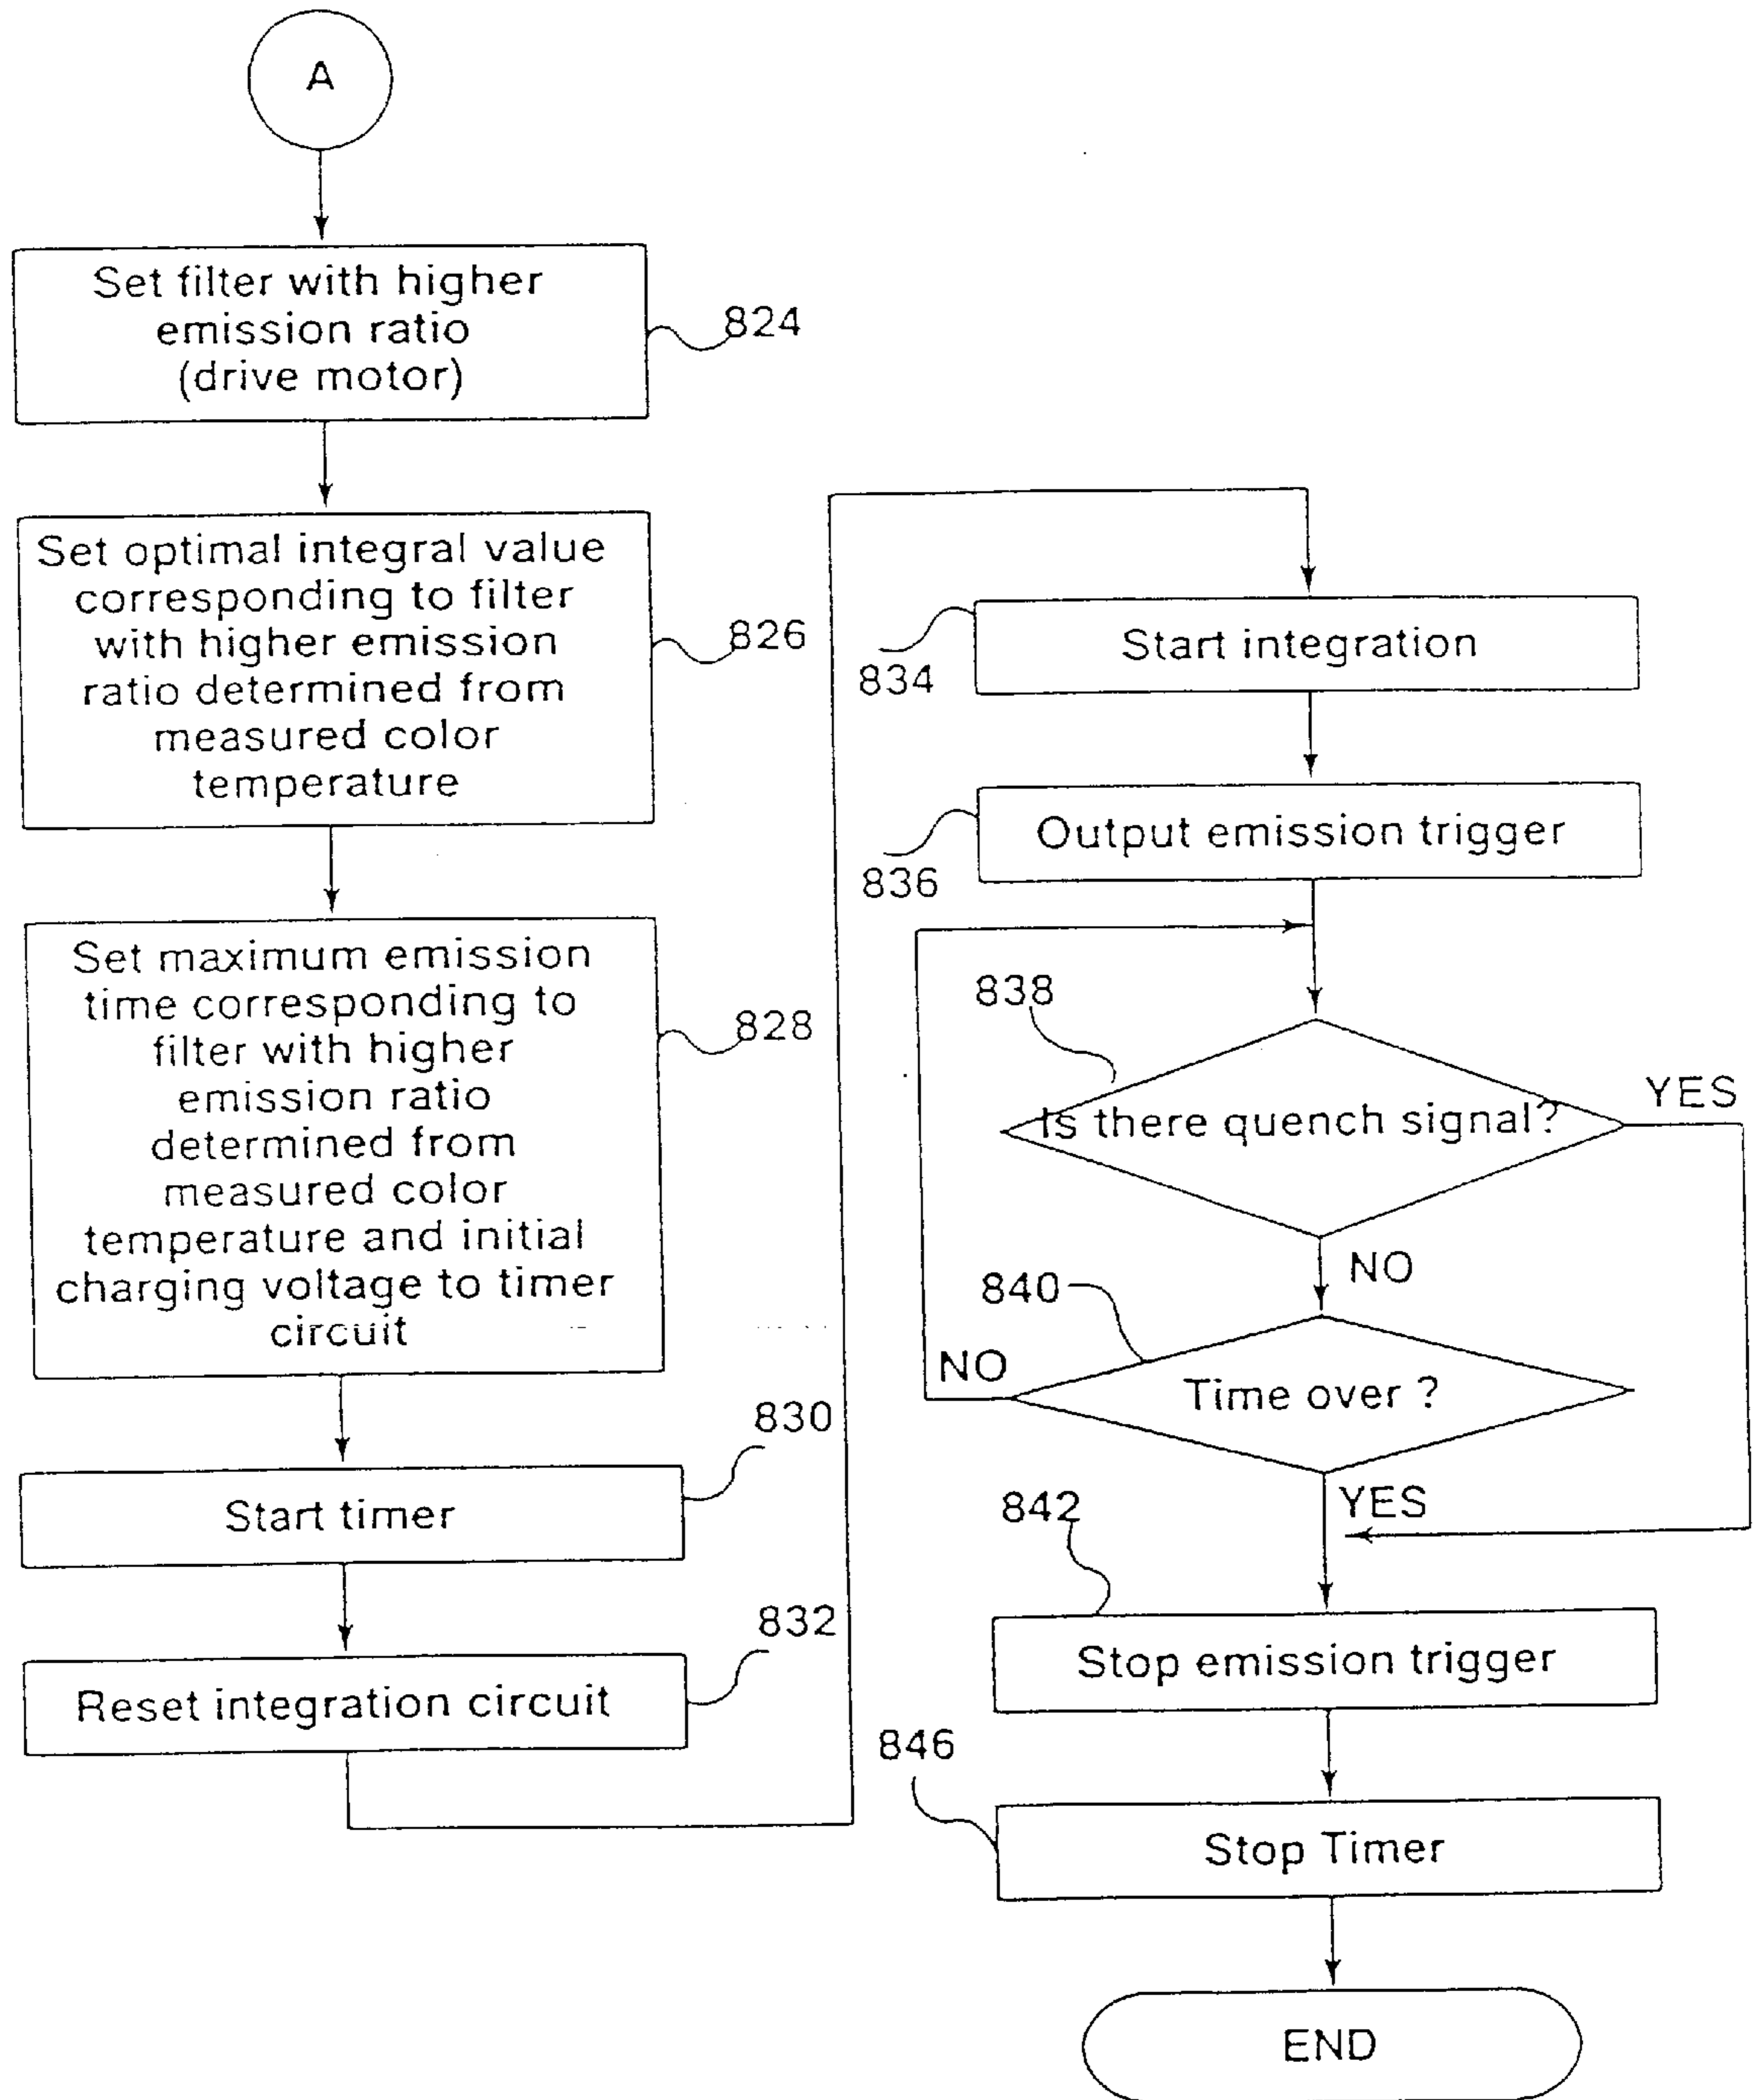 A
Set filter with higher
emission ratio
(drive motor)
824
Set optimal integral value
corresponding to filter
with higher emission
ratio determined from
measured color
temperature
826
Set maximum emission
time corresponding to
filter with higher
emission ratio
determined from
measured color
temperature and initial
charging voltage to timer
circuit
828
Start timer
830
Reset integration circuit
832
Start integration
834
Output emission trigger
836
838
Is there quench signal?
YES
NO
840
Time over ?
NO
YES
842
Stop emission trigger
846
Stop Timer
END